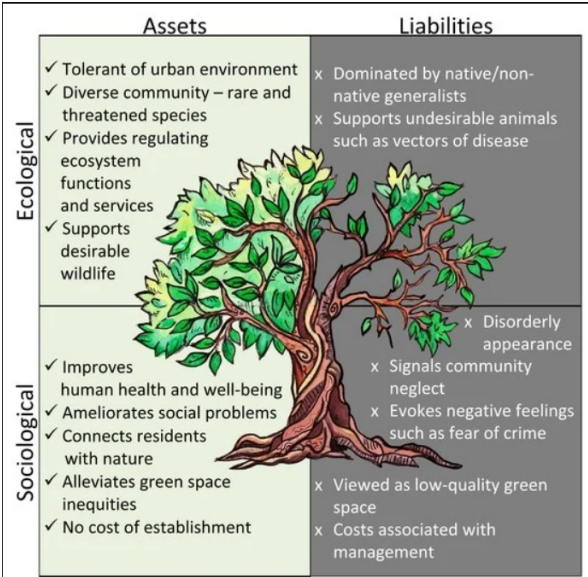 Assets
Liabilities
Ecological
✓ Tolerant of urban environment
✓ Diverse community – rare and
threatened species
✓ Provides regulating
ecosystem
functions
and services
✓ Supports
desirable
wildlife
x Dominated by native/non-
native generalists
x Supports undesirable animals
such as vectors of disease
Sociological
✓ Improves
human health and well-being
✓ Ameliorates social problems
✓ Connects residents
with nature
✓ Alleviates green space
inequities
✓ No cost of establishment
x Disorderly
appearance
x Signals community
neglect
x Evokes negative feelings
such as fear of crime
x Viewed as low-quality green
space
x Costs associated with
management